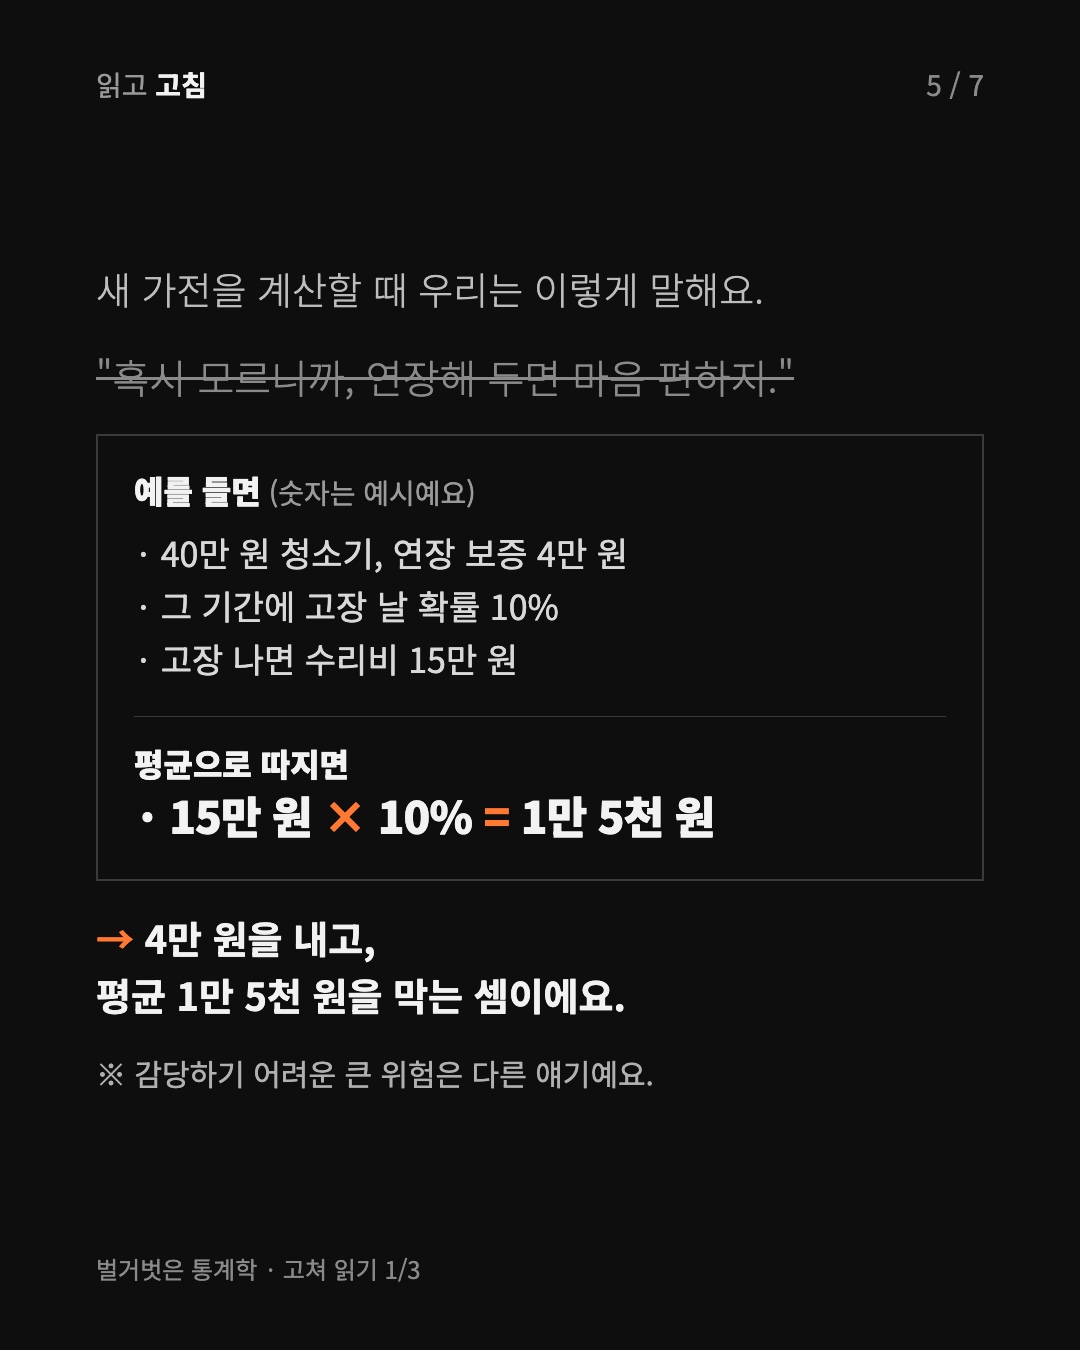 읽고 고침
5 / 7
새 가전을 계산할 때 우리는 이렇게 말해요.
"혹시 모르니까, 연장해 두면 마음 편하지."
예를 들면 (숫자는 예시예요)
· 40만 원 청소기, 연장 보증 4만 원
· 그 기간에 고장 날 확률 10%
· 고장 나면 수리비 15만 원
평균으로 따지면
· 15만 원 × 10% = 1만 5천 원
→ 4만 원을 내고,
평균 1만 5천 원을 막는 셈이에요.
※ 감당하기 어려운 큰 위험은 다른 얘기예요.
벌거벗은 통계학 · 고쳐 읽기 1/3